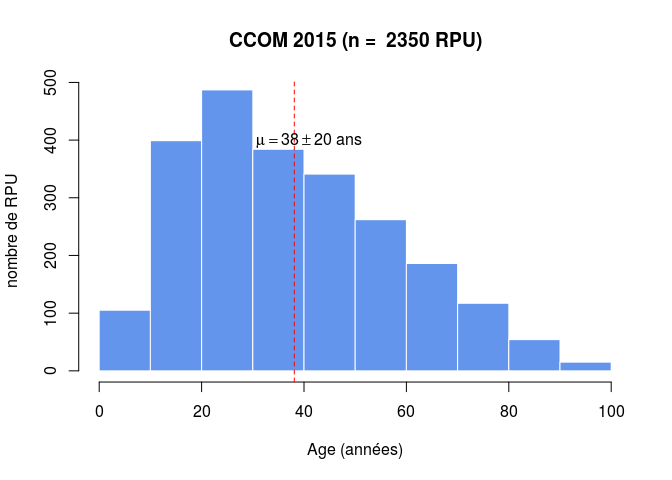 CCOM 2015 (n =  2350 RPU)
500
400
300
200
100
0
nombre de RPU
μ = 38 ± 20 ans
0 20 40 60 80 100
Age (années)